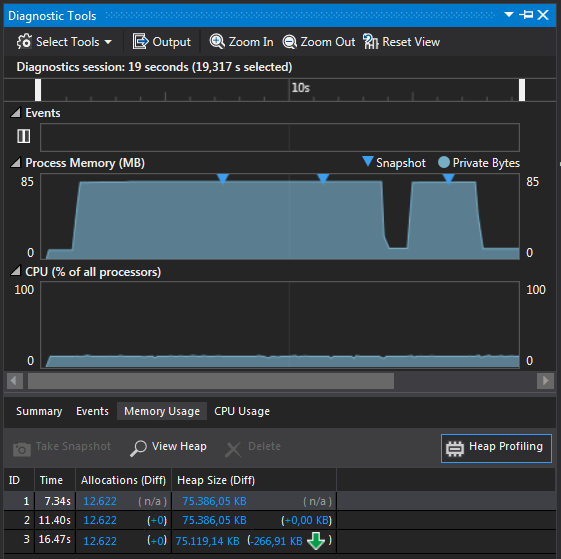 Diagnostic Tools
Select Tools Output Zoom In Zoom Out Reset View
Diagnostics session: 19 seconds (19,317 s selected)
10s
Events
Process Memory (MB) Snapshot Private Bytes
85 85
0 0
CPU (% of all processors)
100 100
0 0
Summary Events Memory Usage CPU Usage
Take Snapshot View Heap Delete Heap Profiling
ID Time Allocations (Diff) Heap Size (Diff)
1 7.34s 12.622 (n/a) 75.386,05 KB (n/a)
2 11.40s 12.622 (+0) 75.386,05 KB (+0,00 KB)
3 16.47s 12.622 (+0) 75.119,14 KB (-266,91 KB)